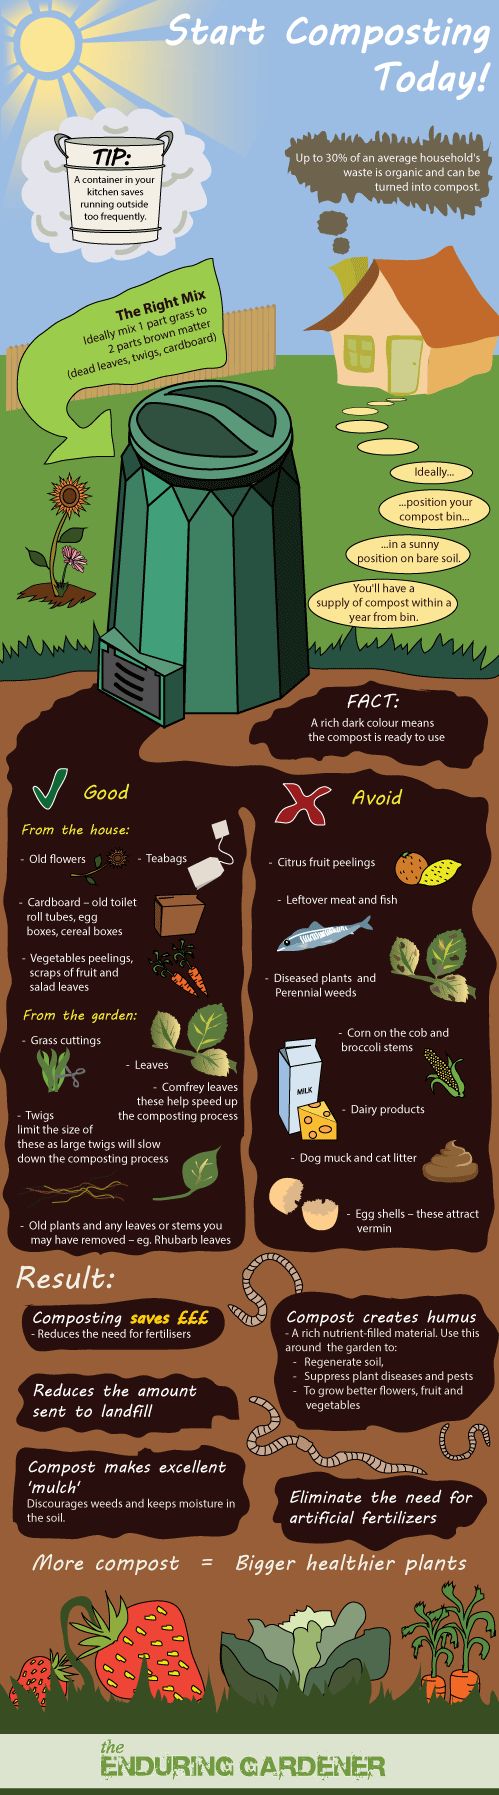 Start Composting
Today!
TIP:
A container in your
kitchen saves
running outside
too frequently.
Up to 30% of an average household's
waste is organic and can be
turned into compost.
The Right Mix
Ideally mix 1 part grass to
2 parts brown matter
(dead leaves, twigs, cardboard)
Ideally...
...position your
compost bin...
...in a sunny
position on bare soil.
You'll have a
supply of compost within a
year from bin.
FACT:
A rich dark colour means
the compost is ready to use
Good
From the house:
- Old flowers
- Teabags
- Cardboard – old toilet
roll tubes, egg
boxes, cereal boxes
- Vegetables peelings,
scraps of fruit and
salad leaves
From the garden:
- Grass cuttings
- Leaves
- Comfrey leaves
these help speed up
the composting process
- Twigs
limit the size of
these as large twigs will slow
down the composting process
- Old plants and any leaves or stems you
may have removed – eg. Rhubarb leaves
Avoid
- Citrus fruit peelings
- Leftover meat and fish
- Diseased plants and
Perennial weeds
- Corn on the cob and
broccoli stems
MILK
- Dairy products
- Dog muck and cat litter
- Egg shells – these attract
vermin
Result:
Composting saves £££
- Reduces the need for fertilisers
Reduces the amount
sent to landfill
Compost makes excellent
'mulch'
Discourages weeds and keeps moisture in
the soil.
Compost creates humus
- A rich nutrient-filled material. Use this
around the garden to:
- Regenerate soil,
- Suppress plant diseases and pests
- To grow better flowers, fruit and
vegetables
Eliminate the need for
artificial fertilizers
More compost = Bigger healthier plants
the
ENDURING GARDENER